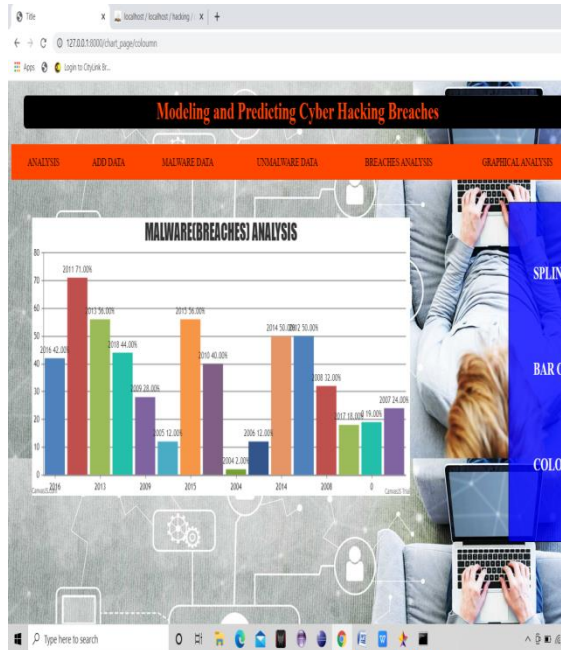 Title
localhost / localhost / hacking /
127.0.0.1:8000/chart_page/coloumn
Apps
Login to CityLink Br...
Modeling and Predicting Cyber Hacking Breaches
ANALYSIS ADD DATA MALWARE DATA UNMALWARE DATA BREACHES ANALYSIS GRAPHICAL ANALYSIS
MALWARE(BREACHES) ANALYSIS
80
2011 71.00%
70
60
2013 56.00%
2015 56.00%
50
2014 50.00%
2012 50.00%
2016 42.00%
2018 44.00%
40
2010 40.00%
30
2009 28.00%
2008 32.00%
20
2007 24.00%
2017 18.00%
0 19.00%
10
2005 12.00%
2006 12.00%
2004 2.00%
0
2016 2013 2009 2015 2004 2014 2008 0
CanvasJS Trial
SPLIN
BAR C
COLO
Type here to search